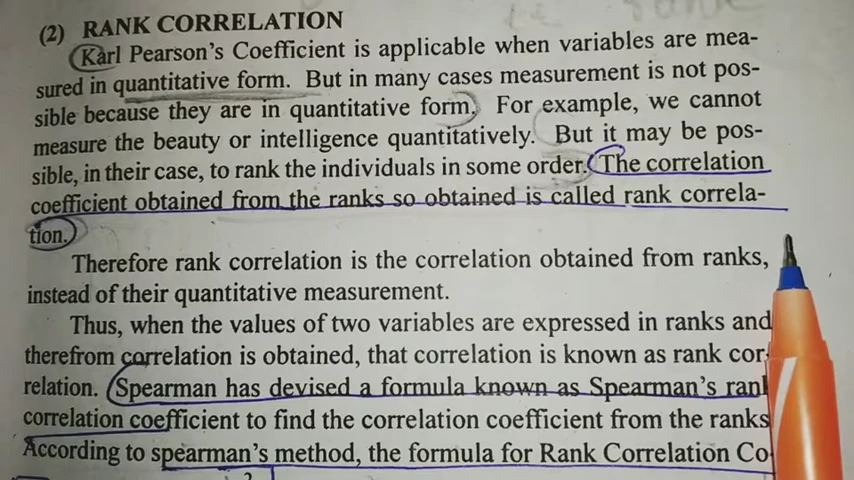 (2) RANK CORRELATION
Karl Pearson's Coefficient is applicable when variables are mea-
sured in quantitative form. But in many cases measurement is not pos-
sible because they are in quantitative form. For example, we cannot
measure the beauty or intelligence quantitatively. But it may be pos-
sible, in their case, to rank the individuals in some order. The correlation
coefficient obtained from the ranks so obtained is called rank correla-
tion.
Therefore rank correlation is the correlation obtained from ranks,
instead of their quantitative measurement.
Thus, when the values of two variables are expressed in ranks and
therefrom correlation is obtained, that correlation is known as rank cor-
relation. Spearman has devised a formula known as Spearman's rank
correlation coefficient to find the correlation coefficient from the ranks
According to spearman's method, the formula for Rank Correlation Co-